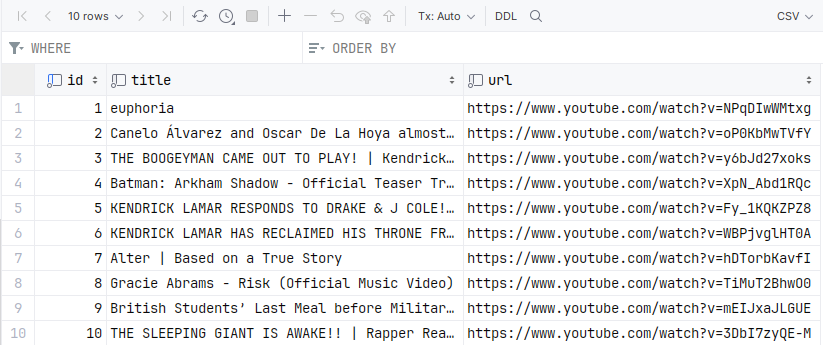 10 rows Tx: Auto DDL CSV
WHERE ORDER BY
id title url
1 1 euphoria https://www.youtube.com/watch?v=NPqDIwWMtxg
2 2 Canelo Álvarez and Oscar De La Hoya almost… https://www.youtube.com/watch?v=oP0KbMwTVfY
3 3 THE BOOGEYMAN CAME OUT TO PLAY! | Kendrick… https://www.youtube.com/watch?v=y6bJd27xoks
4 4 Batman: Arkham Shadow - Official Teaser Tr… https://www.youtube.com/watch?v=XpN_Abd1RQc
5 5 KENDRICK LAMAR RESPONDS TO DRAKE & J COLE!… https://www.youtube.com/watch?v=Fy_1KQKZPZ8
6 6 KENDRICK LAMAR HAS RECLAIMED HIS THRONE FR… https://www.youtube.com/watch?v=WBPjvglHT0A
7 7 Alter | Based on a True Story https://www.youtube.com/watch?v=hDTorbKavfI
8 8 Gracie Abrams - Risk (Official Music Video) https://www.youtube.com/watch?v=TiMuT2BhwO0
9 9 British Students’ Last Meal before Militar… https://www.youtube.com/watch?v=mEIJxaJLGUE
10 10 THE SLEEPING GIANT IS AWAKE!! | Rapper Rea… https://www.youtube.com/watch?v=3DbI7zyQE-M